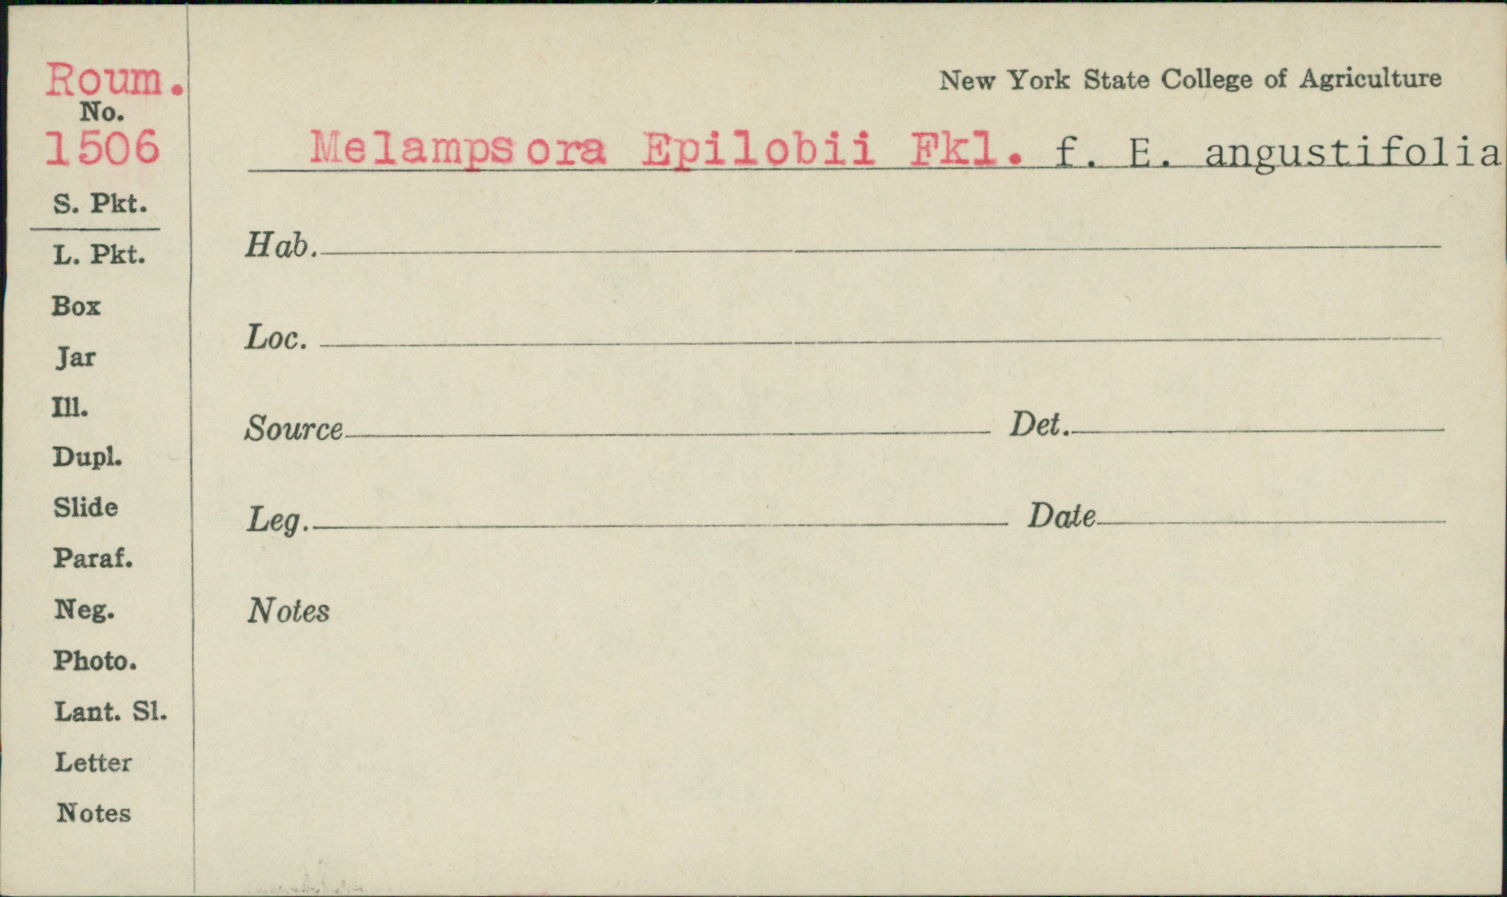 Roum.
No.
1506
S. Pkt.
L. Pkt.
Box
Jar
Ill.
Dupl.
Slide
Paraf.
Neg.
Photo.
Lant. Sl.
Letter
Notes
New York State College of Agriculture
Melampsora Epilobii Fkl. f. E. angustifolia
Hab.
Loc.
Source Det.
Leg. Date
Notes